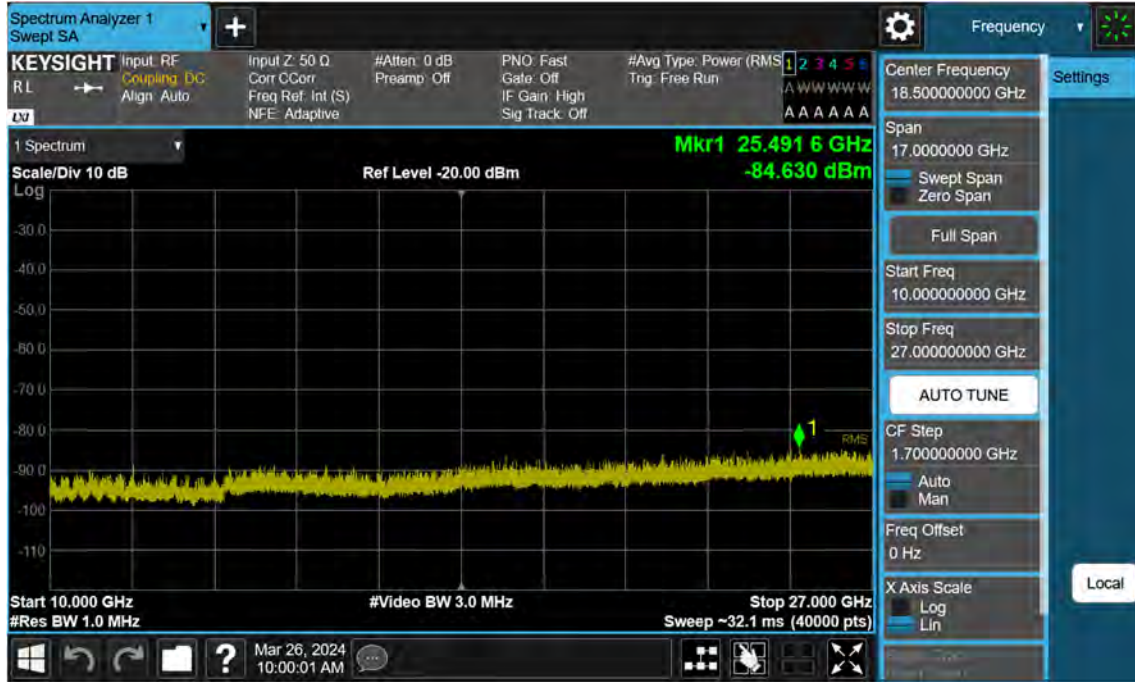 Spectrum Analyzer 1
Swept SA
Frequency
KEYSIGHT
RL
LXI
Input: RF
Coupling: DC
Align: Auto
Input Z: 50 Ω
Corr CCorr
Freq Ref: Int (S)
NFE: Adaptive
#Atten: 0 dB
Preamp: Off
PNO: Fast
Gate: Off
IF Gain: High
Sig Track: Off
#Avg Type: Power (RMS
Trig: Free Run
1 2 3 4 5 6
A W W W W W
A A A A A A
1 Spectrum
Mkr1 25.491 6 GHz
Scale/Div 10 dB
Ref Level -20.00 dBm
-84.630 dBm
Log
-30.0
-40.0
-50.0
-60.0
-70.0
-80.0
-90.0
-100
-110
1
RMS
Start 10.000 GHz
#Video BW 3.0 MHz
Stop 27.000 GHz
#Res BW 1.0 MHz
Sweep ~32.1 ms (40000 pts)
?
Mar 26, 2024
10:00:01 AM
Center Frequency
18.500000000 GHz
Settings
Span
17.0000000 GHz
Swept Span
Zero Span
Full Span
Start Freq
10.000000000 GHz
Stop Freq
27.000000000 GHz
AUTO TUNE
CF Step
1.700000000 GHz
Auto
Man
Freq Offset
0 Hz
X Axis Scale
Log
Lin
Local